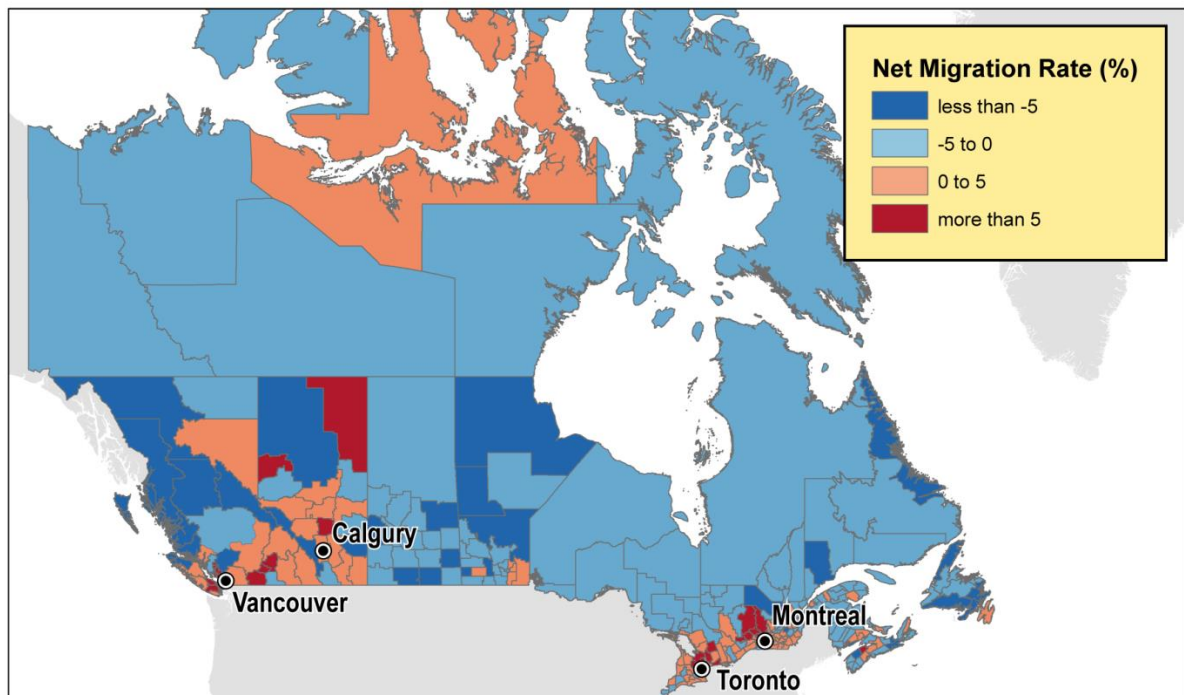 Net Migration Rate (%)
less than -5
-5 to 0
0 to 5
more than 5
Calgury
Vancouver
Montreal
Toronto